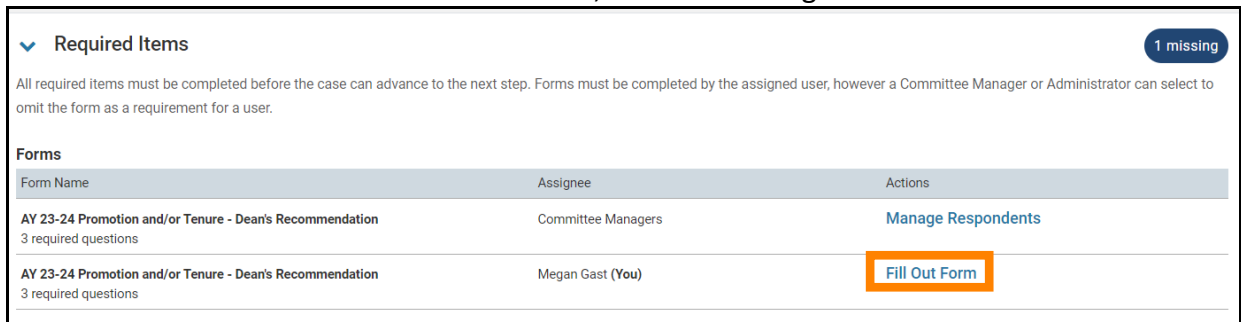 Required Items
1 missing
All required items must be completed before the case can advance to the next step. Forms must be completed by the assigned user, however a Committee Manager or Administrator can select to
omit the form as a requirement for a user.
Forms
Form Name Assignee Actions
AY 23-24 Promotion and/or Tenure - Dean's Recommendation Committee Managers Manage Respondents
3 required questions
AY 23-24 Promotion and/or Tenure - Dean's Recommendation Megan Gast (You) Fill Out Form
3 required questions